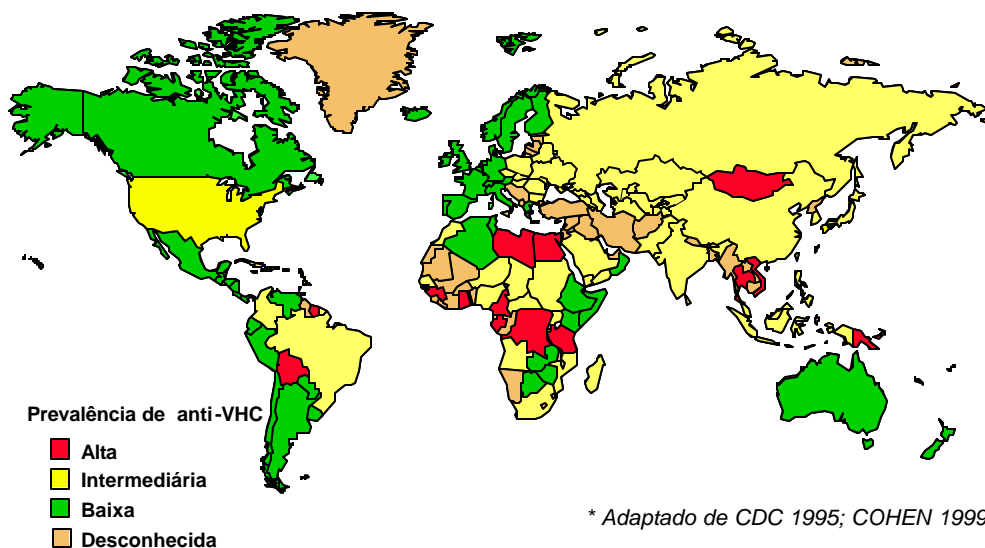 Prevalência de anti-VHC
Alta
Intermediária
Baixa
Desconhecida
* Adaptado de CDC 1995; COHEN 1999